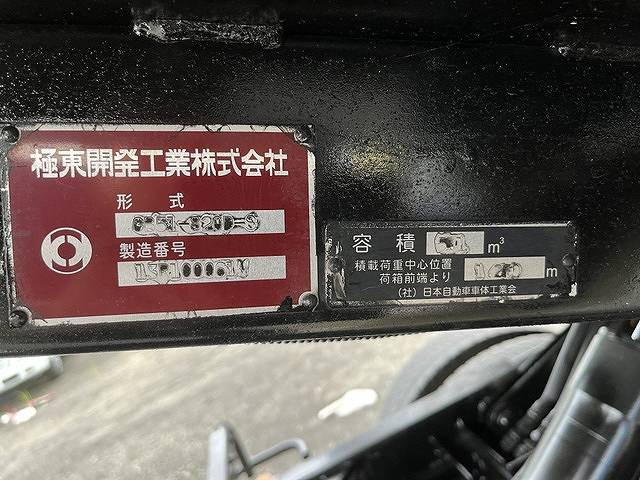 極東開発工業株式会社
形 式
製造番号
容 積 m³
積載荷重中心位置
荷箱前端より m
(社)日本自動車車体工業会